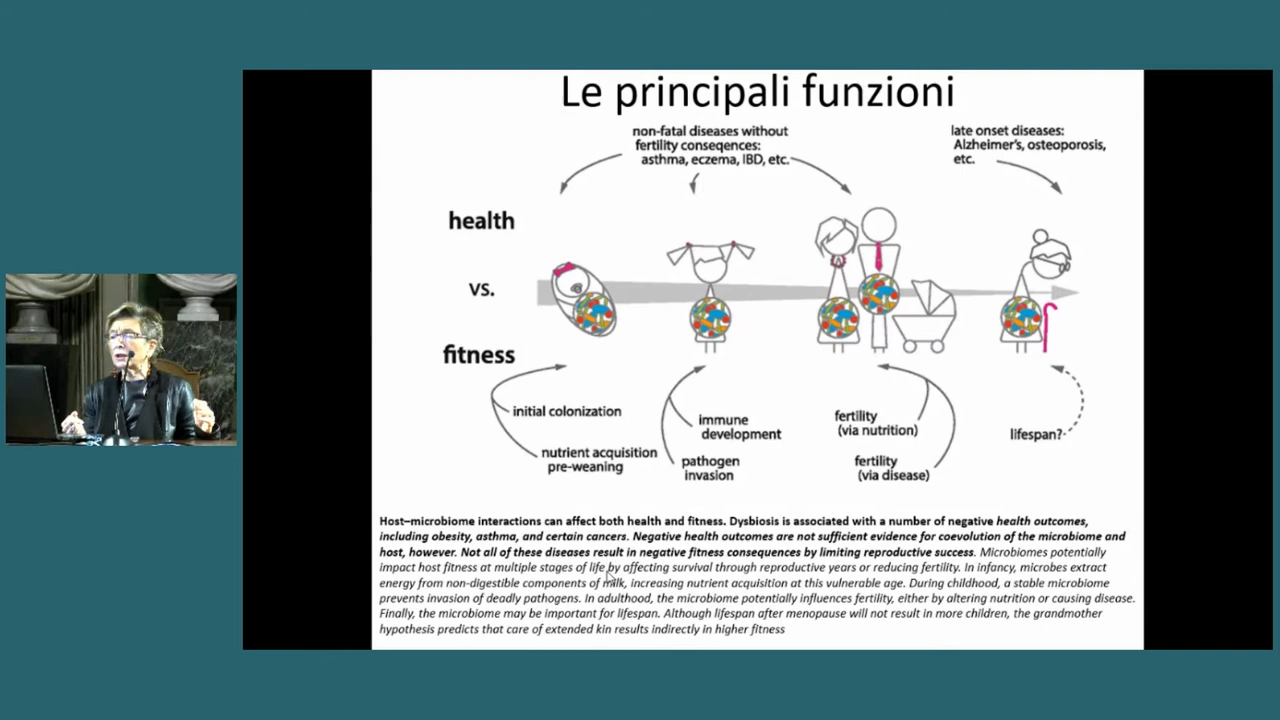 Le principali funzioni
non-fatal diseases without
fertility conseqences:
asthma, eczema, IBD, etc.
late onset diseases:
Alzheimer's, osteoporosis,
etc.
health
vs.
fitness
initial colonization
nutrient acquisition
pre-weaning
immune
development
pathogen
invasion
fertility
(via nutrition)
fertility
(via disease)
lifespan?
Host–microbiome interactions can affect both health and fitness. Dysbiosis is associated with a number of negative health outcomes,
including obesity, asthma, and certain cancers. Negative health outcomes are not sufficient evidence for coevolution of the microbiome and
host, however. Not all of these diseases result in negative fitness consequences by limiting reproductive success. Microbiomes potentially
impact host fitness at multiple stages of life by affecting survival through reproductive years or reducing fertility. In infancy, microbes extract
energy from non-digestible components of milk, increasing nutrient acquisition at this vulnerable age. During childhood, a stable microbiome
prevents invasion of deadly pathogens. In adulthood, the microbiome potentially influences fertility, either by altering nutrition or causing disease.
Finally, the microbiome may be important for lifespan. Although lifespan after menopause will not result in more children, the grandmother
hypothesis predicts that care of extended kin results indirectly in higher fitness